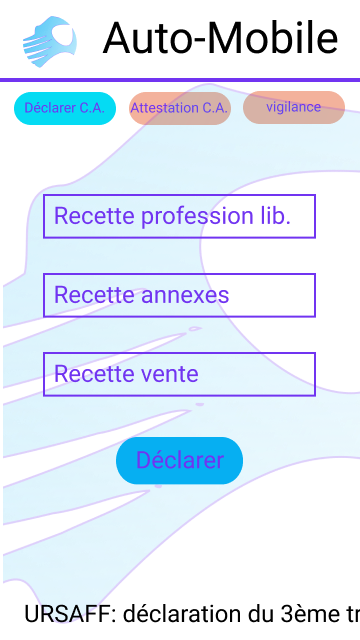 Auto-Mobile
Déclarer C.A. Attestation C.A. vigilance
Recette profession lib.
Recette annexes
Recette vente
Déclarer
URSAFF: déclaration du 3ème tr